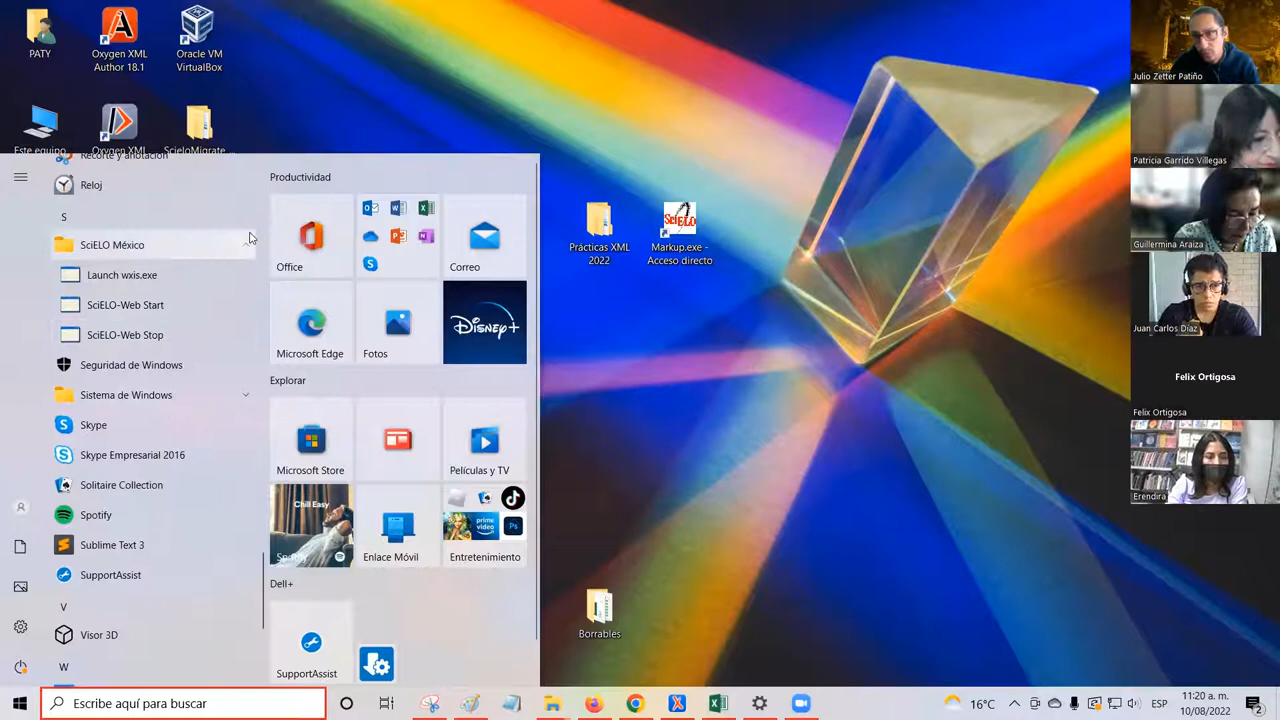 PATY
Oxygen XML
Author 18.1
Oracle VM
VirtualBox
Este equipo
Oxygen XML
ScieloMigrate...
Recorte y anotación
Reloj
S
SciELO México
Launch wxis.exe
SciELO-Web Start
SciELO-Web Stop
Seguridad de Windows
Sistema de Windows
Skype
Skype Empresarial 2016
Solitaire Collection
Spotify
Sublime Text 3
SupportAssist
V
Visor 3D
W
Productividad
Office
Correo
Microsoft Edge
Fotos
Disney+
Explorar
Microsoft Store
Películas y TV
Chill Easy
Spotify
Enlace Móvil
prime video
Ps
Entretenimiento
Dell+
SupportAssist
Prácticas XML
2022
SciELO
Markup.exe -
Acceso directo
Borrables
Julio Zetter Patiño
Patricia Garrido Villegas
Guillermina Araiza
Juan Carlos Díaz
Felix Ortigosa
Felix Ortigosa
Erendira
Escribe aquí para buscar
16°C
ESP
11:20 a. m.
10/08/2022
2